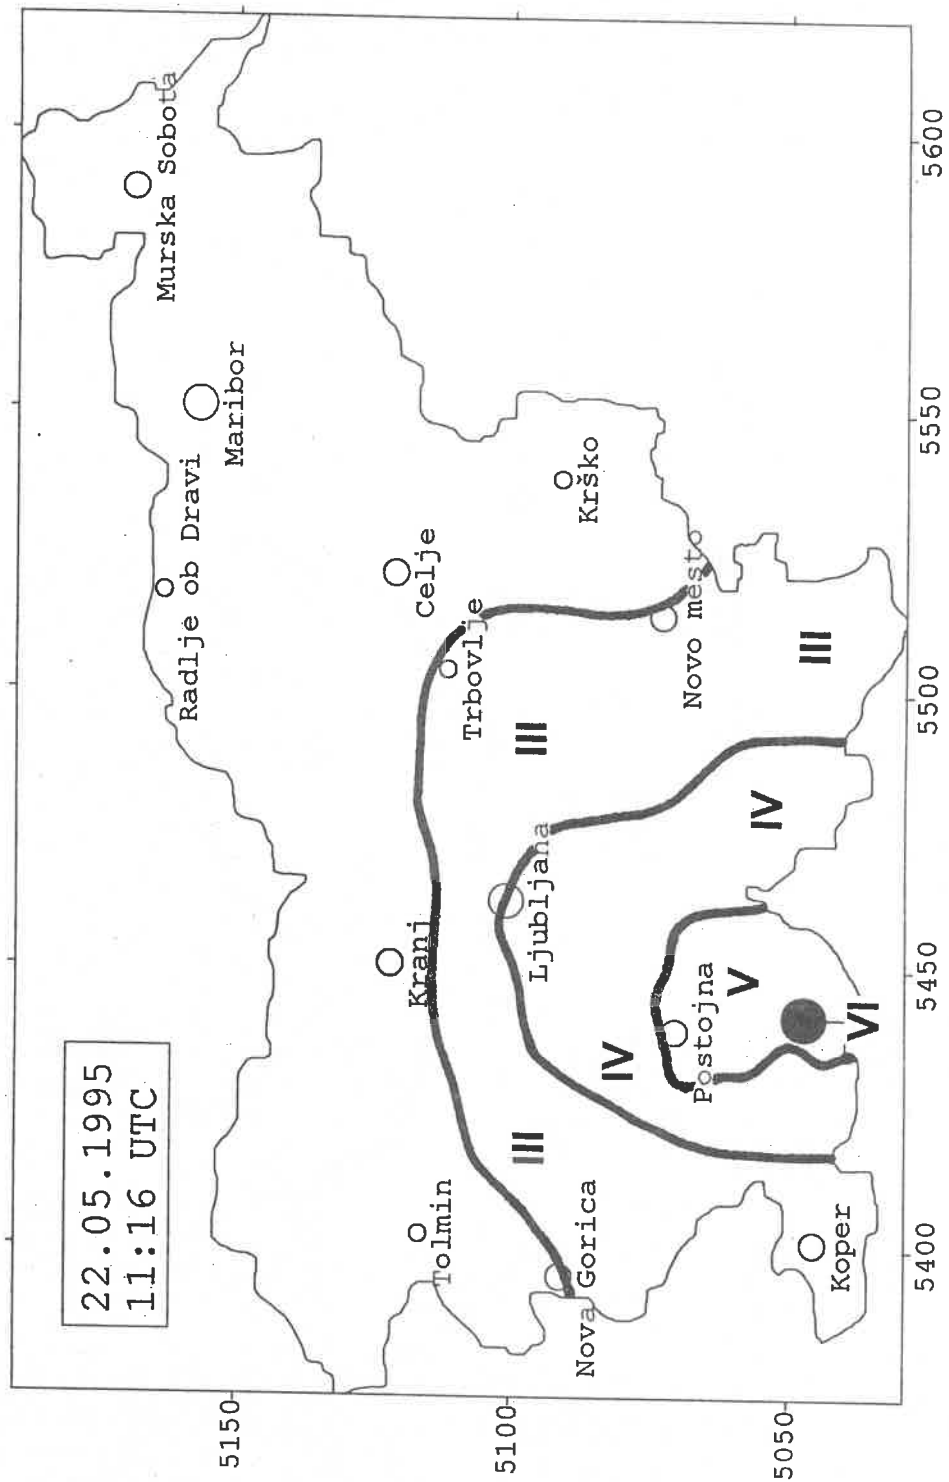 22.05.1995
11:16 UTC
Murska Sobota
Radlje ob Dravi
Maribor
Celje
Kranj
Tolmin
Trbovlje
Krško
III
Ljubljana
III
Nova Gorica
IV
Novo mesto
Postojna
V
IV
III
VI
Koper
5150
5100
5050
5400
5450
5500
5550
5600